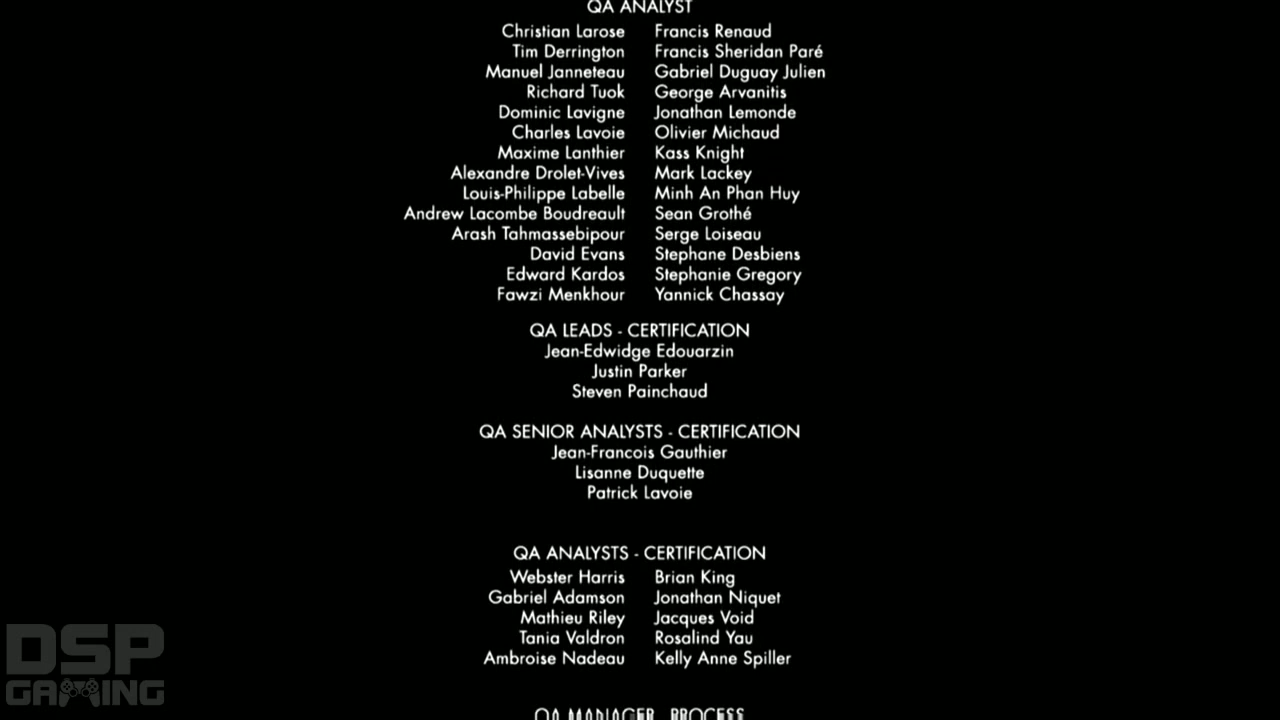 QA ANALYST
Christian Larose Francis Renaud
Tim Derrington Francis Sheridan Paré
Manuel Janneteau Gabriel Duguay Julien
Richard Tuok George Arvanitis
Dominic Lavigne Jonathan Lemonde
Charles Lavoie Olivier Michaud
Maxime Lanthier Kass Knight
Alexandre Drolet-Vives Mark Lackey
Louis-Philippe Labelle Minh An Phan Huy
Andrew Lacombe Boudreault Sean Grothé
Arash Tahmassebipour Serge Loiseau
David Evans Stephane Desbiens
Edward Kardos Stephanie Gregory
Fawzi Menkhour Yannick Chassay
QA LEADS - CERTIFICATION
Jean-Edwidge Edouarzin
Justin Parker
Steven Painchaud
QA SENIOR ANALYSTS - CERTIFICATION
Jean-Francois Gauthier
Lisanne Duquette
Patrick Lavoie
QA ANALYSTS - CERTIFICATION
Webster Harris Brian King
Gabriel Adamson Jonathan Niquet
Mathieu Riley Jacques Void
Tania Valdron Rosalind Yau
Ambroise Nadeau Kelly Anne Spiller
QA MANAGER PROCESS
DSP
GAMING